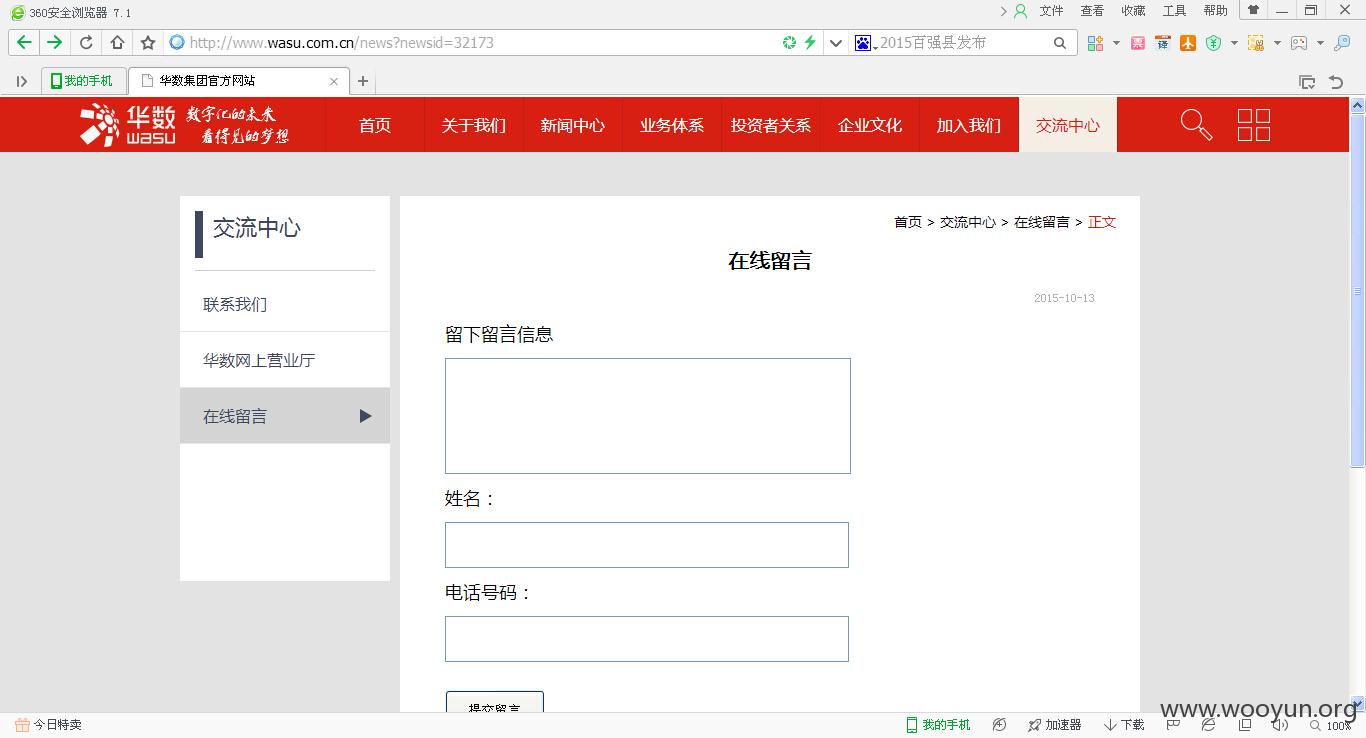 360安全浏览器 7.1
文件 查看 收藏 工具 帮助
http://www.wasu.com.cn/news?newsid=32173
2015百强县发布
我的手机
华数集团官方网站
华数
wasu
数字化的未来
看得见的梦想
首页 关于我们 新闻中心 业务体系 投资者关系 企业文化 加入我们 交流中心
交流中心
联系我们
华数网上营业厅
在线留言
首页 > 交流中心 > 在线留言 > 正文
在线留言
2015-10-13
留下留言信息
姓名：
电话号码：
提交留言
今日特卖
我的手机
加速器
下载
100%
www.wooyun.org